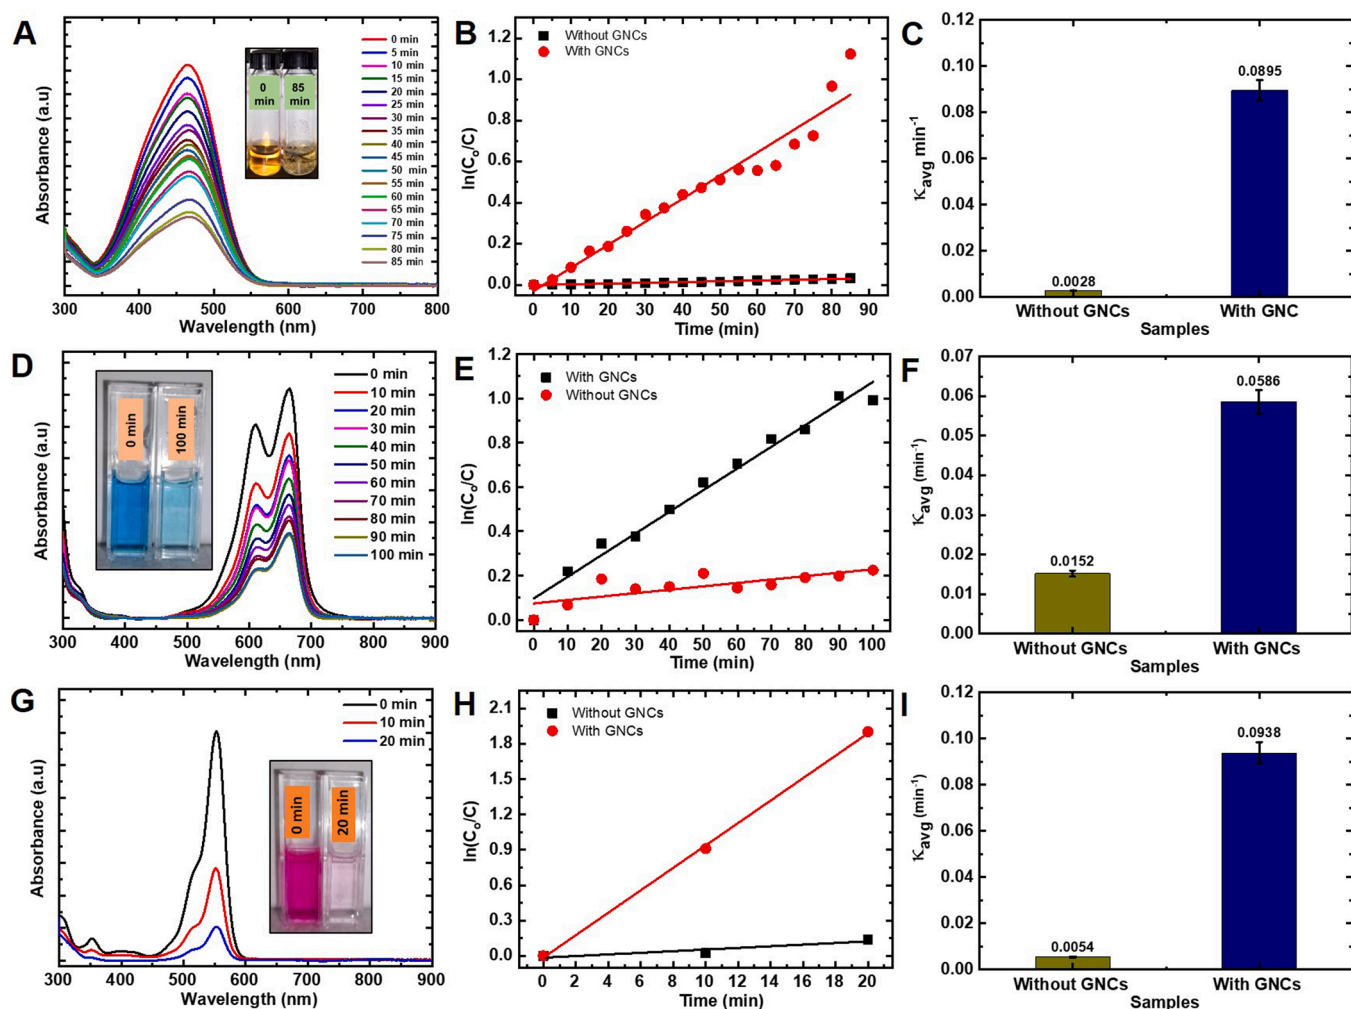 A
Absorbance (a.u)
0 min
5 min
10 min
15 min
20 min
25 min
30 min
35 min
40 min
45 min
50 min
55 min
60 min
65 min
70 min
75 min
80 min
85 min
0 min
85 min
300 400 500 600 700 800
Wavelength (nm)
B
ln(Co/C)
Without GNCs
With GNCs
1.2
1.0
0.8
0.6
0.4
0.2
0.0
0 10 20 30 40 50 60 70 80 90
Time (min)
C
κavg min-1
0.12
0.10
0.08
0.06
0.04
0.02
0.00
0.0028
0.0895
Without GNCs With GNC
Samples
D
Absorbance (a.u)
0 min
10 min
20 min
30 min
40 min
50 min
60 min
70 min
80 min
90 min
100 min
0 min
100 min
300 400 500 600 700 800 900
Wavelength (nm)
E
ln(Co/C)
With GNCs
Without GNCs
1.2
1.0
0.8
0.6
0.4
0.2
0.0
0 10 20 30 40 50 60 70 80 90 100
Time (min)
F
κavg (min-1)
0.07
0.06
0.05
0.04
0.03
0.02
0.01
0.00
0.0152
0.0586
Without GNCs With GNCs
Samples
G
Absorbance (a.u)
0 min
10 min
20 min
0 min
20 min
300 400 500 600 700 800 900
Wavelength (nm)
H
ln(Co/C)
Without GNCs
With GNCs
2.1
1.8
1.5
1.2
0.9
0.6
0.3
0.0
0 2 4 6 8 10 12 14 16 18 20
Time (min)
I
κavg (min-1)
0.12
0.10
0.08
0.06
0.04
0.02
0.00
0.0054
0.0938
Without GNCs With GNCs
Samples